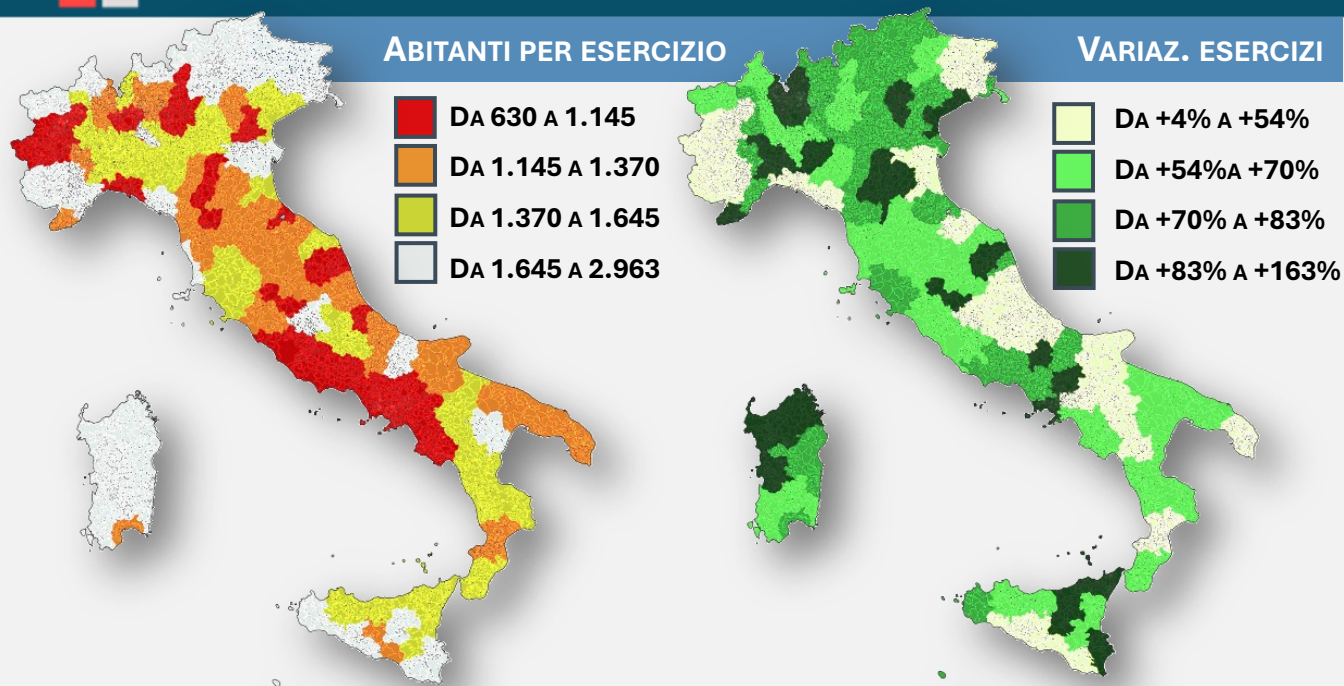 ABITANTI PER ESERCIZIO
DA 630 A 1.145
DA 1.145 A 1.370
DA 1.370 A 1.645
DA 1.645 A 2.963
VARIAZ. ESERCIZI
DA +4% A +54%
DA +54%A +70%
DA +70% A +83%
DA +83% A +163%